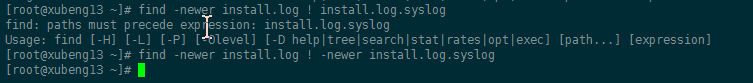 [root@xubeng13 ~]# find -newer install.log ! install.log.syslog
find: paths must precede expression: install.log.syslog
Usage: find [-H] [-L] [-P] [-Olevel] [-D help|tree|search|stat|rates|opt|exec] [path...] [expression]
[root@xubeng13 ~]# find -newer install.log ! -newer install.log.syslog
[root@xubeng13 ~]#